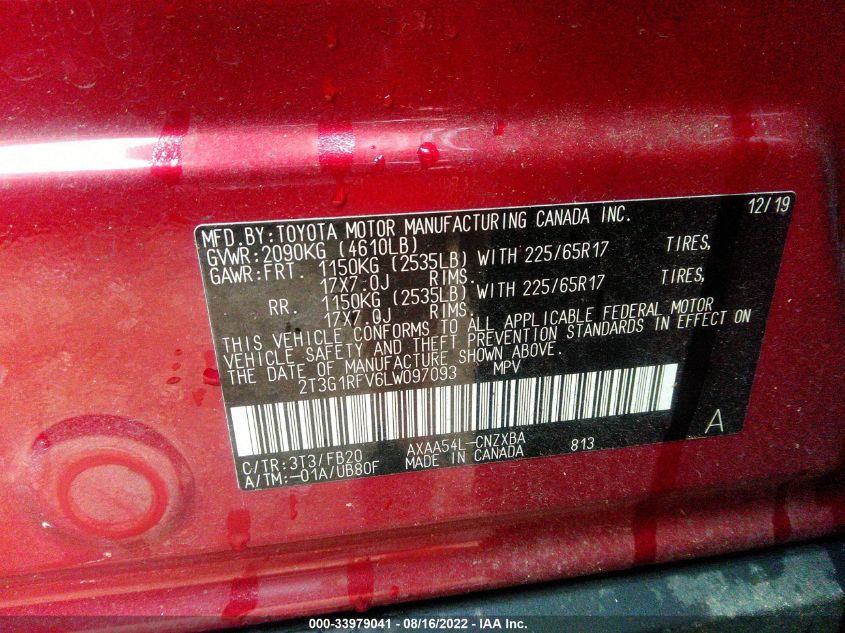 MFD.BY:TOYOTA MOTOR MANUFACTURING CANADA INC. 12/19
GVWR:2090KG (4610LB)
GAWR:FRT. 1150KG (2535LB) WITH 225/65R17 TIRES,
17X7.0J RIMS.
RR. 1150KG (2535LB) WITH 225/65R17 TIRES,
17X7.0J RIMS.
THIS VEHICLE CONFORMS TO ALL APPLICABLE FEDERAL MOTOR
VEHICLE SAFETY AND THEFT PREVENTION STANDARDS IN EFFECT ON
THE DATE OF MANUFACTURE SHOWN ABOVE.
2T3G1RFV6LW097093 MPV
C/TR:3T3/FB20 AXAA54L-CNZXBA 813 A
A/TM:-01A/UB80F MADE IN CANADA
000-33979041 - 08/16/2022 - IAA Inc.